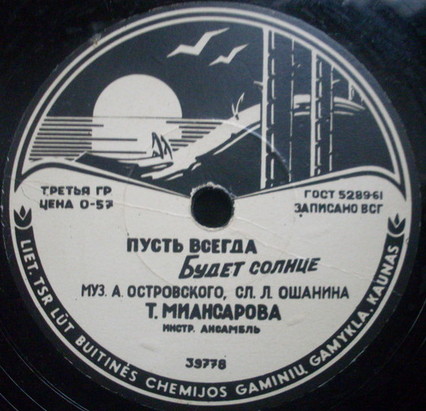 ТРЕТЬЯ ГР
ЦЕНА 0-57
ГОСТ 5289-61
ЗАПИСАНО ВСГ
ПУСТЬ ВСЕГДА
БУДЕТ СОЛНЦЕ
МУЗ. А. ОСТРОВСКОГО, СЛ. Л. ОШАНИНА
Т. МИАНСАРОВА
ИНСТР. АНСАМБЛЬ
39778
LIET. TSR LŪT BUITINĖS CHEMIJOS GAMINIŲ GAMYKLA. KAUNAS